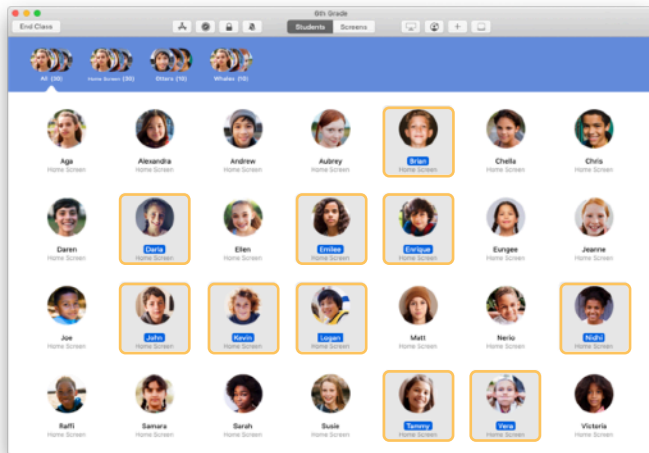 6th Grade
End Class
Students Screens
All (30) Home Screen (30) Otters (10) Whales (10)
Aga Alexandra Andrew Aubrey Brian Chella Chris
Home Screen Home Screen Home Screen Home Screen Home Screen Home Screen Home Screen
Daren Daria Ellen Emilee Enrique Eungee Jeanne
Home Screen Home Screen Home Screen Home Screen Home Screen Home Screen Home Screen
Joe John Kevin Logan Matt Nerio Nidhi
Home Screen Home Screen Home Screen Home Screen Home Screen Home Screen Home Screen
Raffi Samara Sarah Susie Tammy Vera Victoria
Home Screen Home Screen Home Screen Home Screen Home Screen Home Screen Home Screen